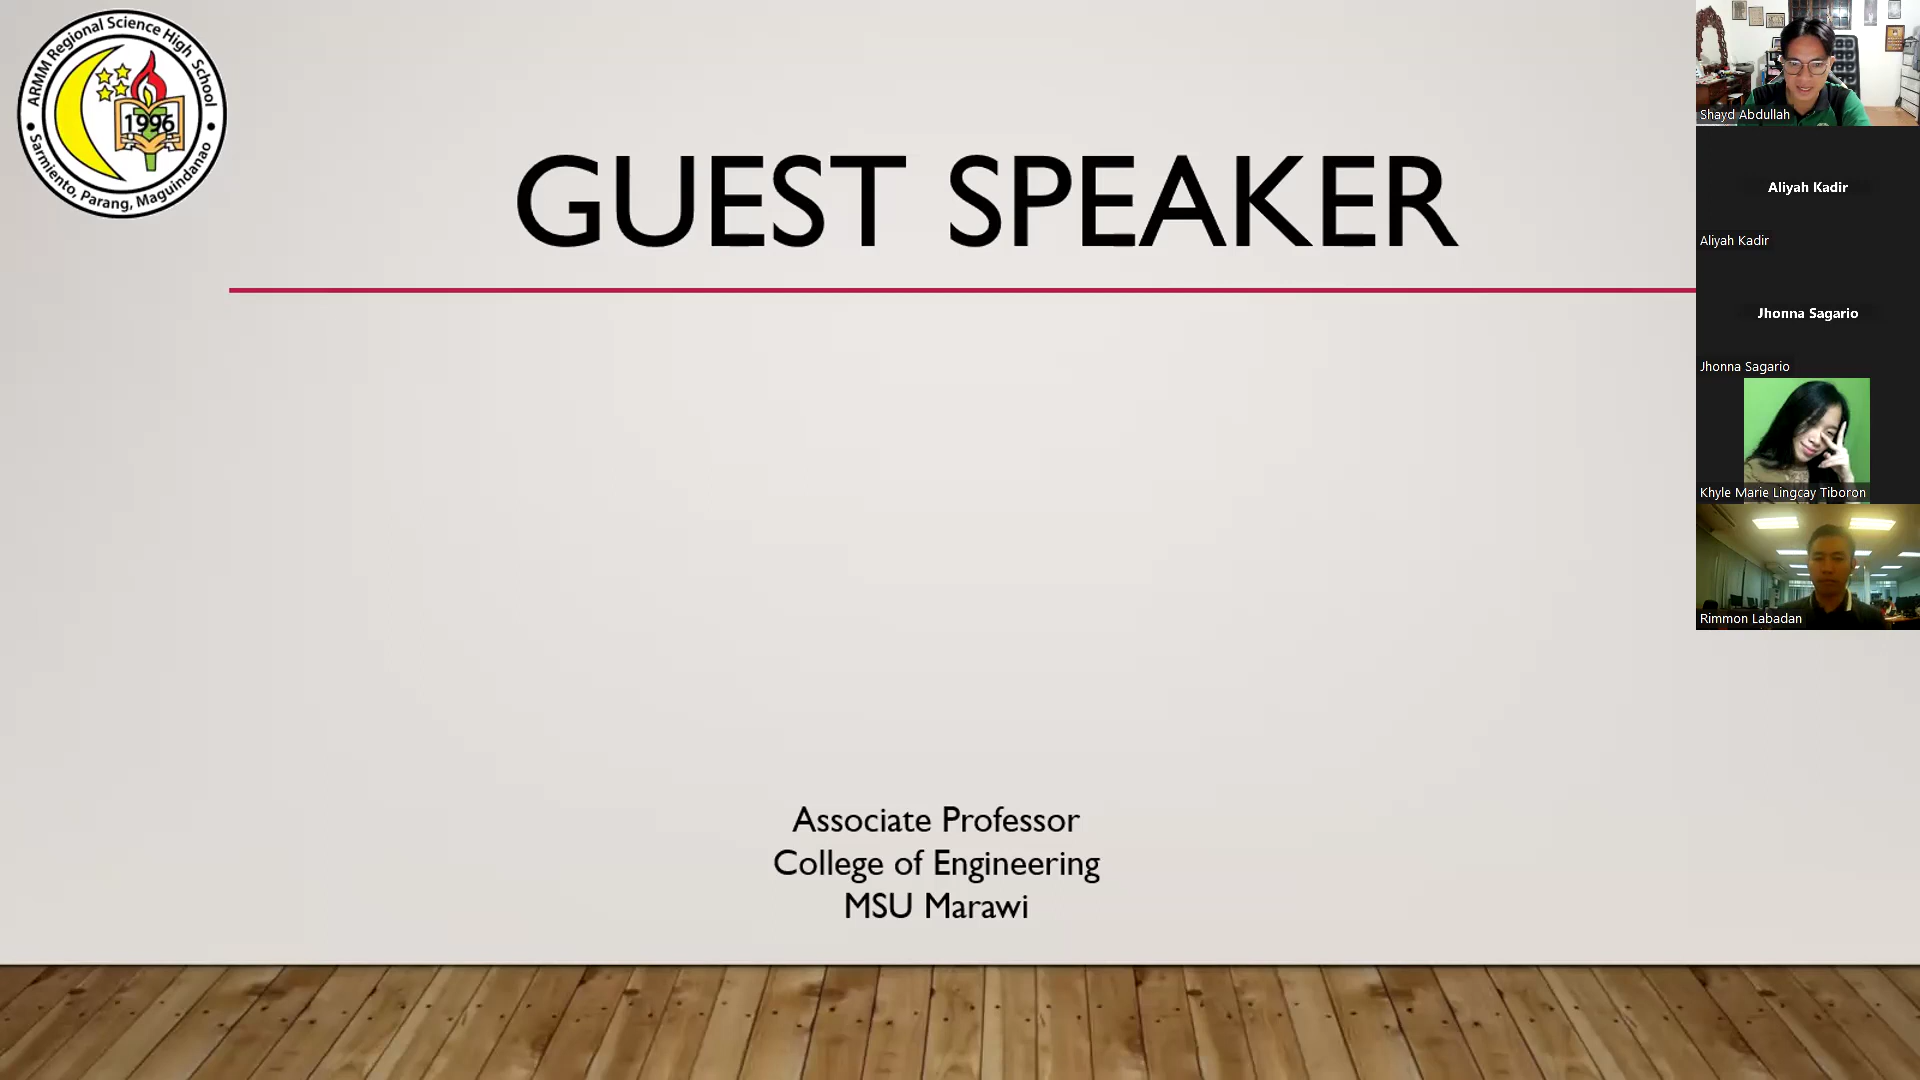 ARMM Regional Science High School
1996
Sarmiento, Parang, Maguindanao
GUEST SPEAKER
Associate Professor
College of Engineering
MSU Marawi
Shayd Abdullah
Aliyah Kadir
Aliyah Kadir
Jhonna Sagario
Jhonna Sagario
Khyle Marie Lingcay Tiboron
Rimmon Labadan